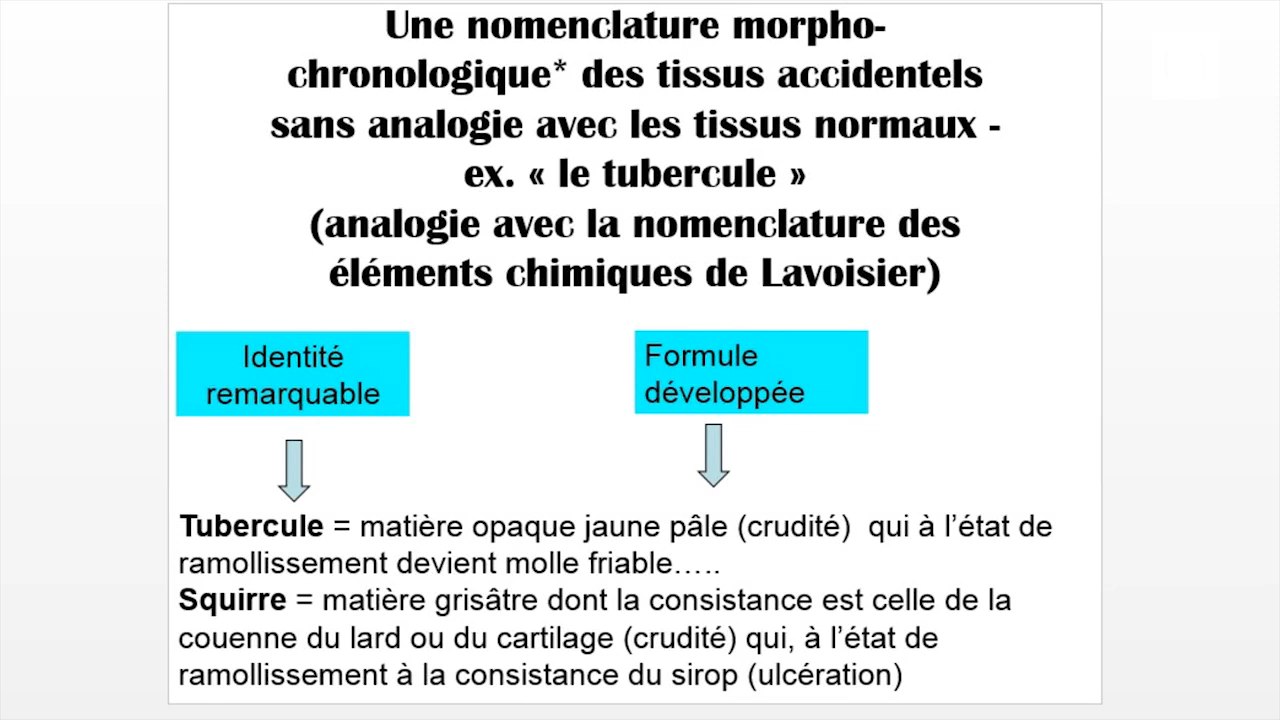 Une nomenclature morpho-
chronologique* des tissus accidentels
sans analogie avec les tissus normaux -
ex. « le tubercule »
(analogie avec la nomenclature des
éléments chimiques de Lavoisier)
Identité
remarquable
Formule
développée
Tubercule = matière opaque jaune pâle (crudité)  qui à l’état de
ramollissement devient molle friable…..
Squirre = matière grisâtre dont la consistance est celle de la
couenne du lard ou du cartilage (crudité) qui, à l’état de
ramollissement à la consistance du sirop (ulcération)